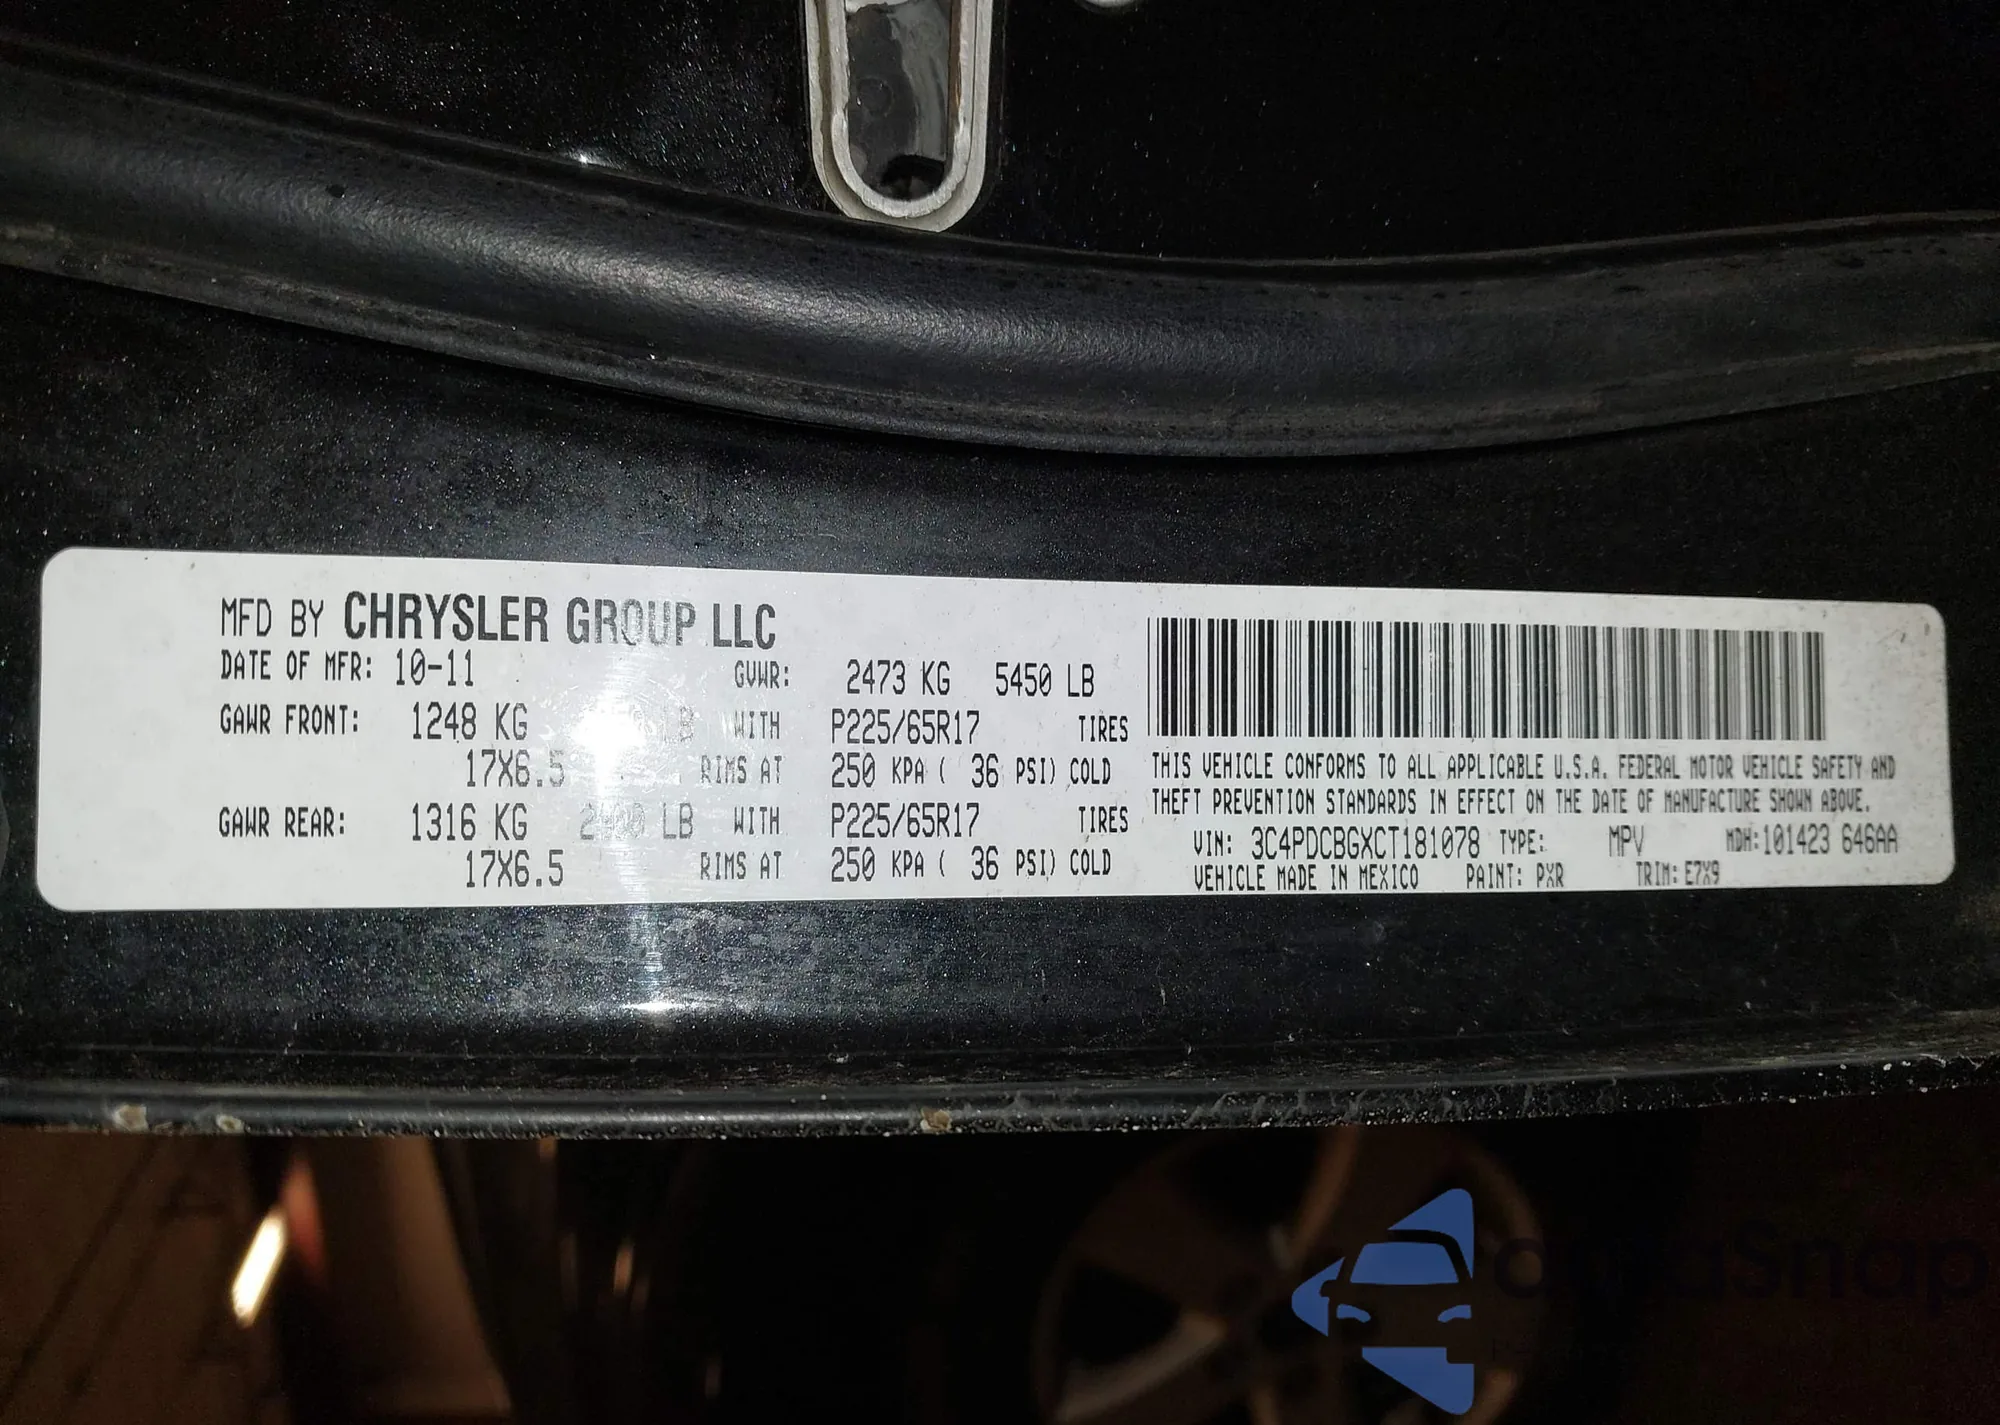 MFD BY CHRYSLER GROUP LLC
DATE OF MFR: 10-11 GVWR: 2473 KG 5450 LB
GAWR FRONT: 1248 KG LB WITH P225/65R17 TIRES
17X6.5 RIMS AT 250 KPA ( 36 PSI) COLD
GAWR REAR: 1316 KG LB WITH P225/65R17 TIRES
17X6.5 RIMS AT 250 KPA ( 36 PSI) COLD
THIS VEHICLE CONFORMS TO ALL APPLICABLE U.S.A. FEDERAL MOTOR VEHICLE SAFETY AND
THEFT PREVENTION STANDARDS IN EFFECT ON THE DATE OF MANUFACTURE SHOWN ABOVE.
VIN: 3C4PDCBGXCT181078 TYPE: MPV MDH:101423 646AA
VEHICLE MADE IN MEXICO PAINT: PXR TRIM: E7X9